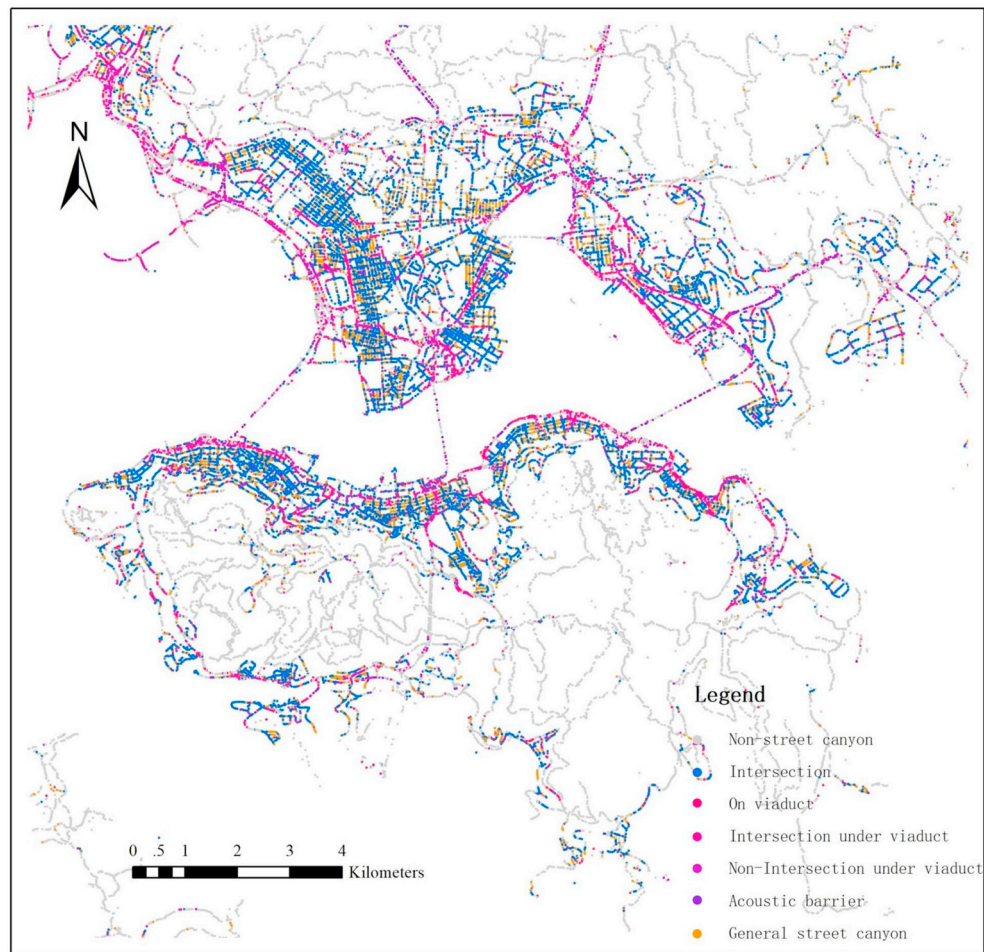 N
Legend
Non-street canyon
Intersection
On viaduct
Intersection under viaduct
Non-Intersection under viaduct
Acoustic barrier
General street canyon
0 .5 1 2 3 4
Kilometers